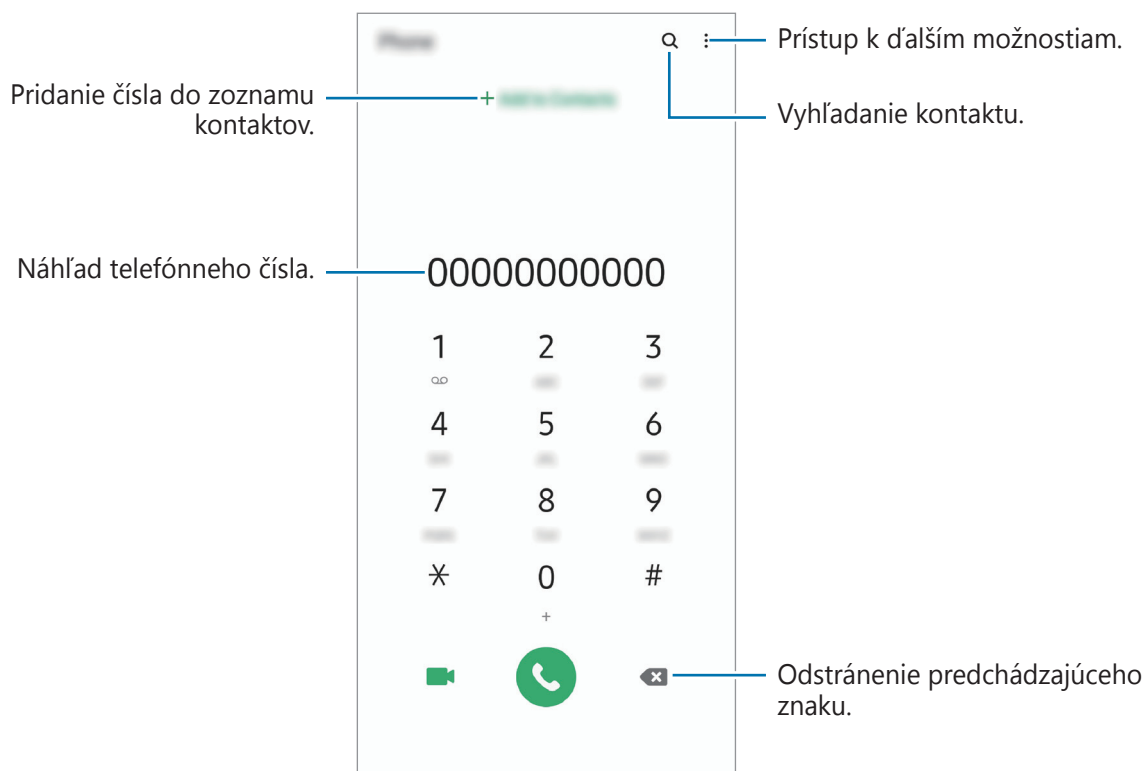 Prístup k ďalším možnostiam.
Pridanie čísla do zoznamu
kontaktov.
Vyhľadanie kontaktu.
Náhľad telefónneho čísla.
00000000000
1 2 3
4 5 6
7 8 9
* 0 #
+
Odstránenie predchádzajúceho
znaku.